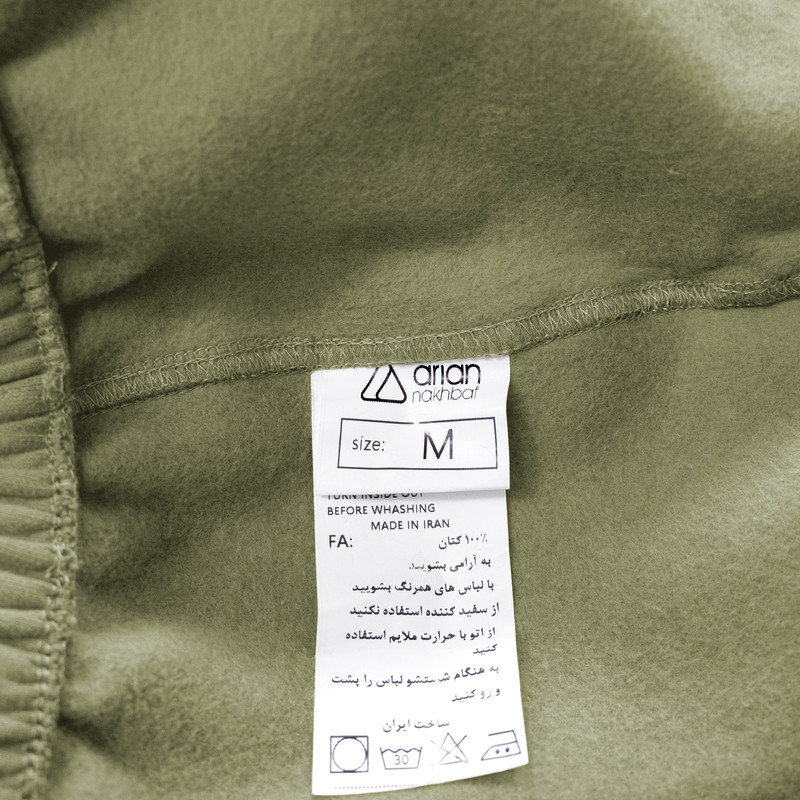 arian
nakhbaf
size: M
TURN INSIDE OUT
BEFORE WHASHING
MADE IN IRAN
FA: ۱۰۰٪ کتان
به آرامی بشویید.
با لباس های همرنگ بشویید
از سفید کننده استفاده نکنید
از اتو با حرارت ملایم استفاده
کنید
به هنگام شستشو لباس را پشت
و رو کنید
ساخت ایران
30